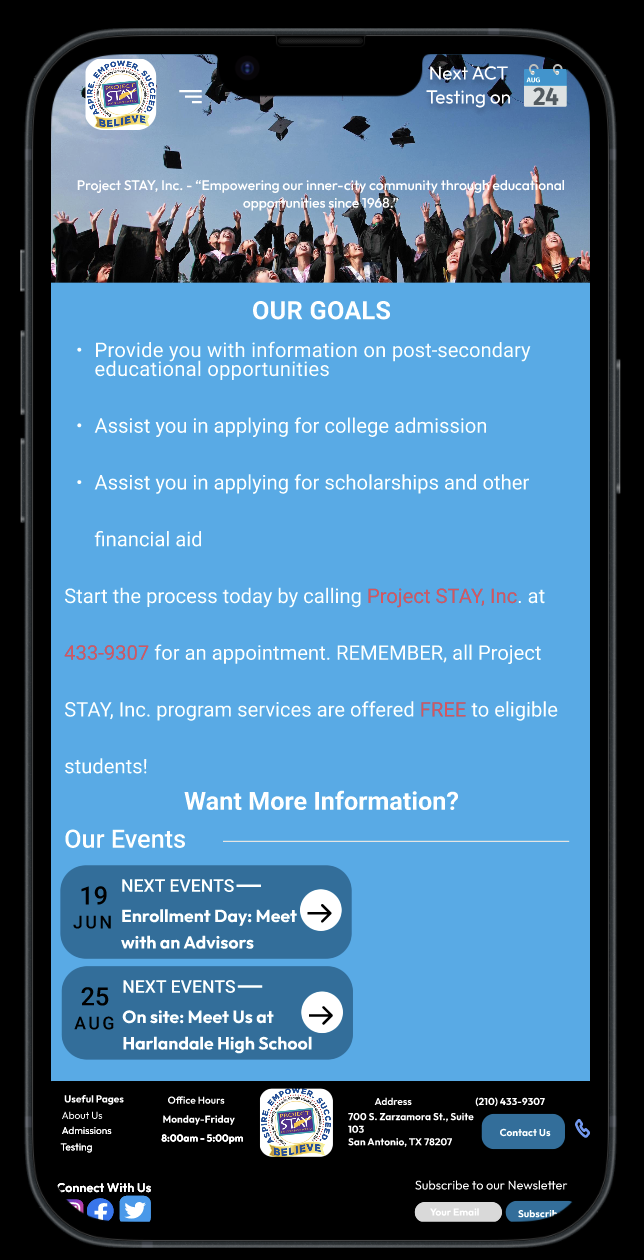 ASPIRE. EMPOWER. SUCCEED
PROJECT
STAY
BELIEVE
Next ACT
Testing on
AUG
24
Project STAY, Inc. - “Empowering our inner-city community through educational
opportunities since 1968.”
OUR GOALS
• Provide you with information on post-secondary
educational opportunities
• Assist you in applying for college admission
• Assist you in applying for scholarships and other
financial aid
Start the process today by calling Project STAY, Inc. at
433-9307 for an appointment. REMEMBER, all Project
STAY, Inc. program services are offered FREE to eligible
students!
Want More Information?
Our Events
19
JUN
NEXT EVENTS
Enrollment Day: Meet
with an Advisors
25
AUG
NEXT EVENTS
On site: Meet Us at
Harlandale High School
Useful Pages
About Us
Admissions
Testing
Office Hours
Monday-Friday
8:00am - 5:00pm
ASPIRE. EMPOWER. SUCCEED
PROJECT
STAY
BELIEVE
Address
700 S. Zarzamora St., Suite
103
San Antonio, TX 78207
(210) 433-9307
Contact Us
Connect With Us
Subscribe to our Newsletter
Your Email
Subscrib